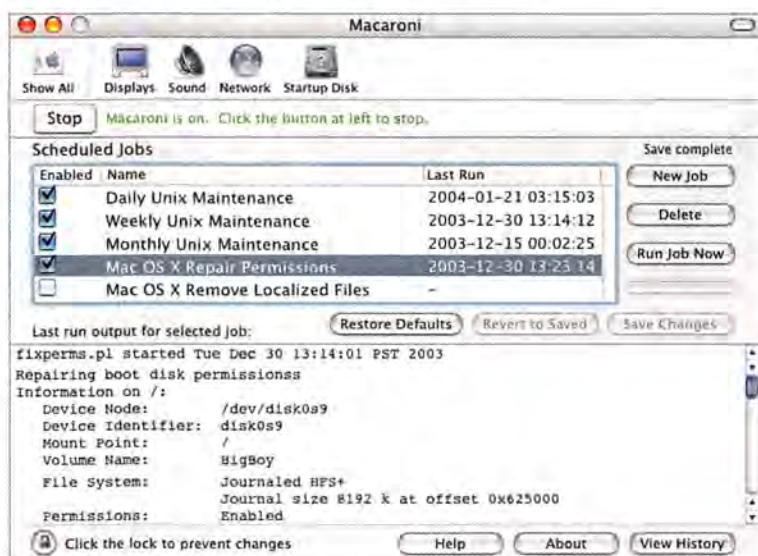 Macaroni
Show All Displays Sound Network Startup Disk
Stop Macaroni is on. Click the button at left to stop.
Scheduled Jobs Save complete
Enabled Name Last Run New Job
Daily Unix Maintenance 2004-01-21 03:15:03
Weekly Unix Maintenance 2003-12-30 13:14:12 Delete
Monthly Unix Maintenance 2003-12-15 00:02:25
Mac OS X Repair Permissions 2003-12-30 13:23:14 Run Job Now
Mac OS X Remove Localized Files -
Last run output for selected job: Restore Defaults Revert to Saved Save Changes
fixperms.pl started Tue Dec 30 13:14:01 PST 2003
Repairing boot disk permissionss
Information on /:
Device Node: /dev/disk0s9
Device Identifier: disk0s9
Mount Point: /
Volume Name: BigBoy
File System: Journaled HFS+
Journal size 8192 k at offset 0x625000
Permissions: Enabled
Click the lock to prevent changes Help About View History